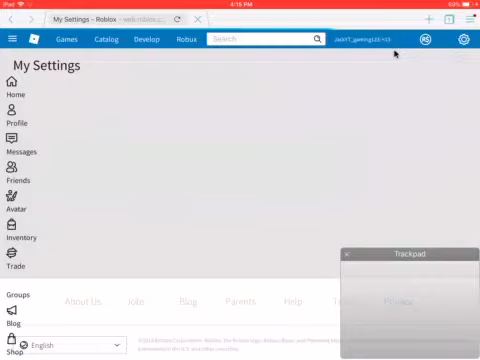 iPad
4:15 PM
69%
My Settings - Roblox
Games
Catalog
Develop
Robux
Search
My Settings
Home
Profile
Messages
Friends
Avatar
Inventory
Trade
Trackpad
Groups
About Us
Jobs
Blog
Parents
Help
Terms
Privacy
Blog
English
Shop